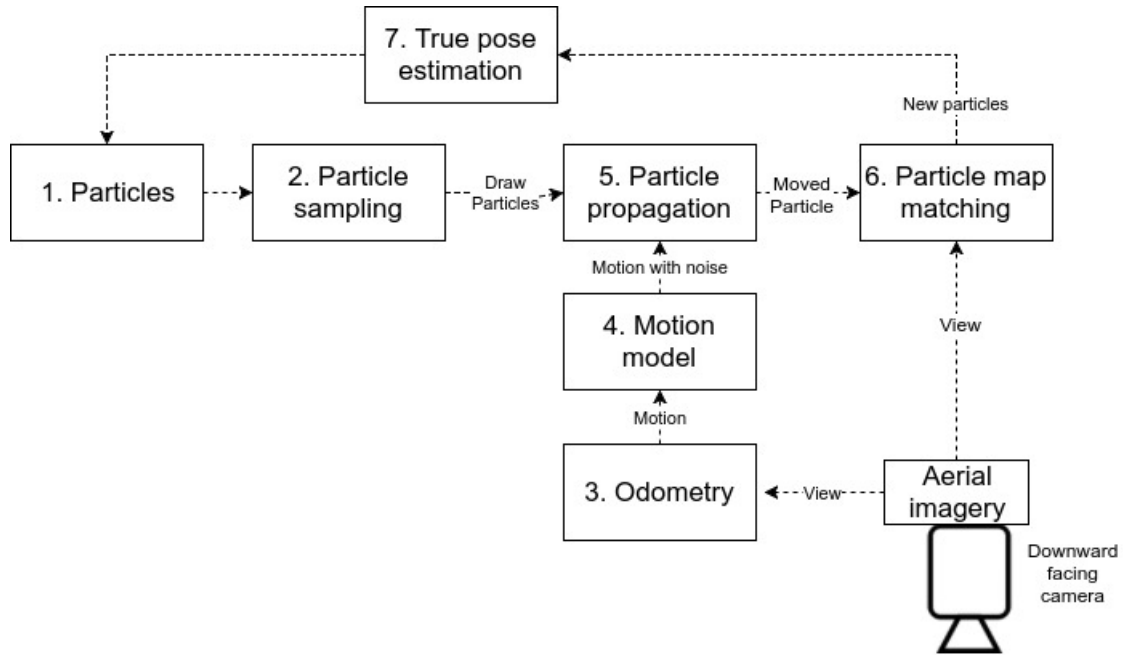 7. True pose
estimation
New particles
1. Particles
2. Particle
sampling
Draw
Particles
5. Particle
propagation
Moved
Particle
6. Particle map
matching
Motion with noise
4. Motion
model
View
Motion
3. Odometry
View
Aerial
imagery
Downward
facing
camera